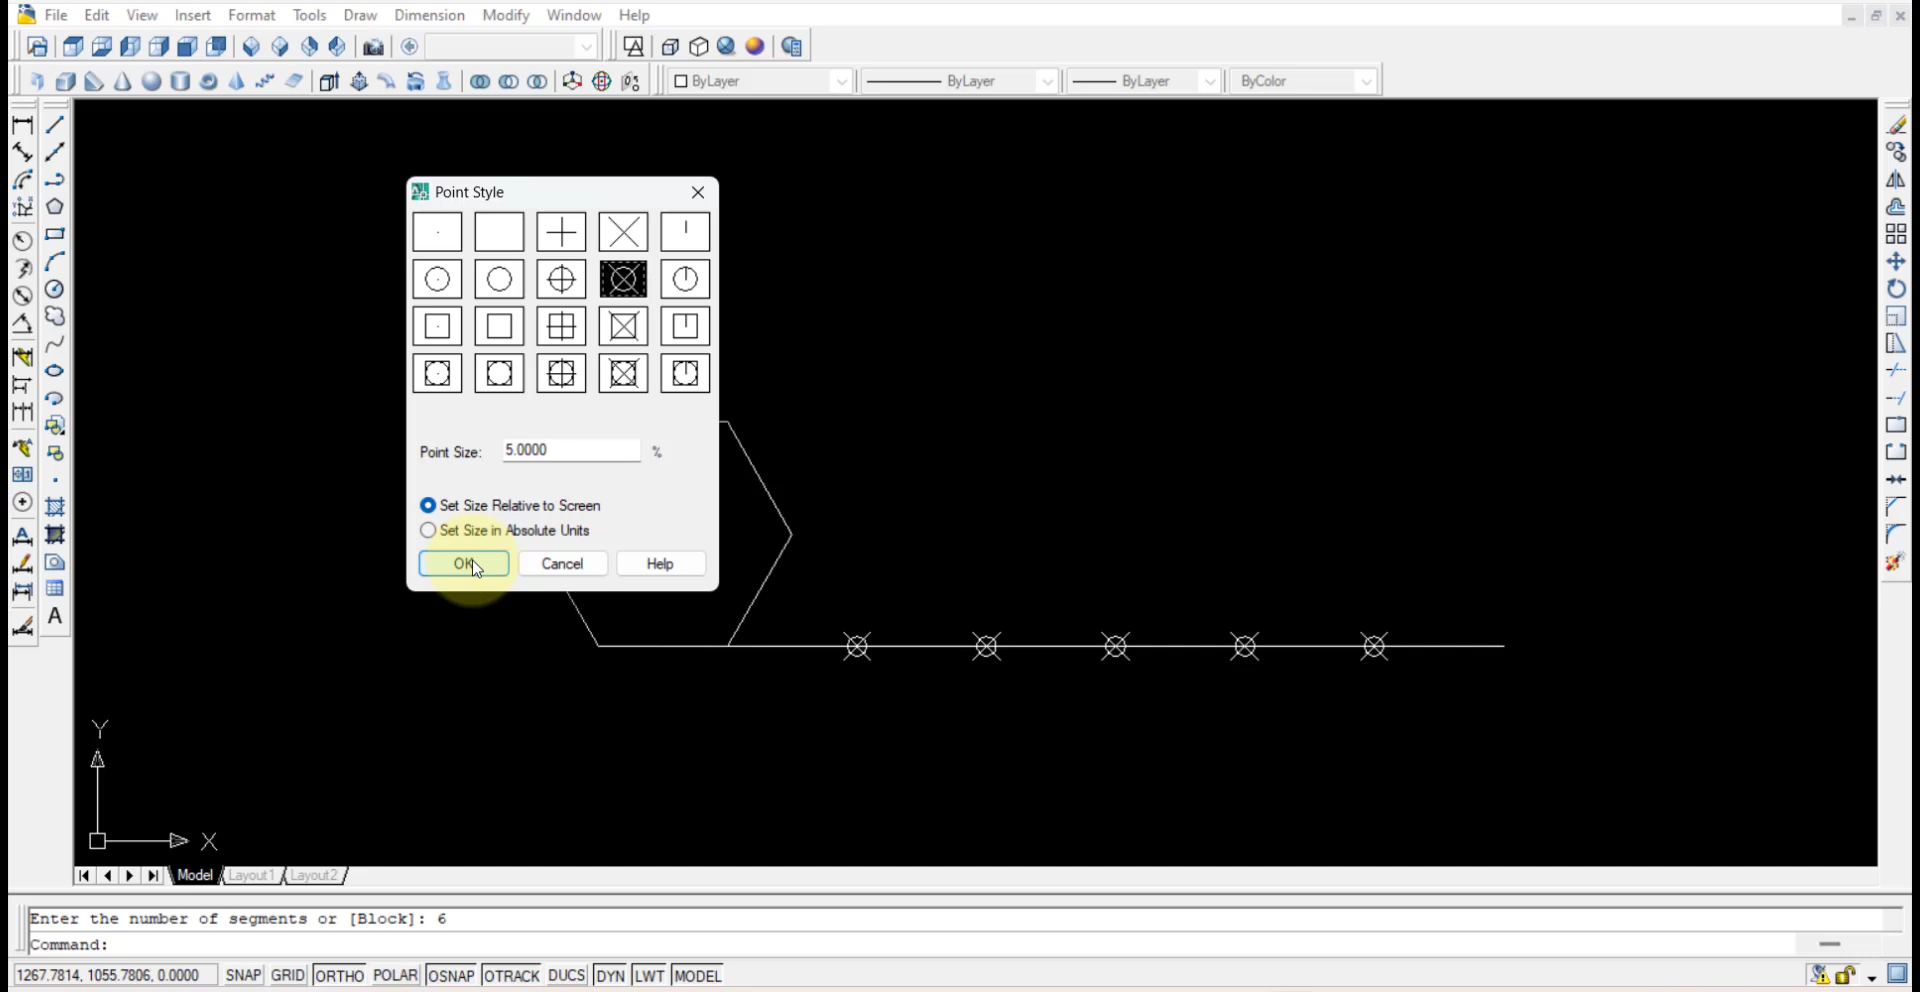 File Edit View Insert Format Tools Draw Dimension Modify Window Help
ByLayer ByLayer ByLayer ByColor
Point Style
Point Size: 5.0000 %
Set Size Relative to Screen
Set Size in Absolute Units
OK Cancel Help
Y
X
Model Layout1 Layout2
Enter the number of segments or [Block]: 6
Command:
1267.7814, 1055.7806, 0.0000 SNAP GRID ORTHO POLAR OSNAP OTRACK DUCS DYN LWT MODEL
A